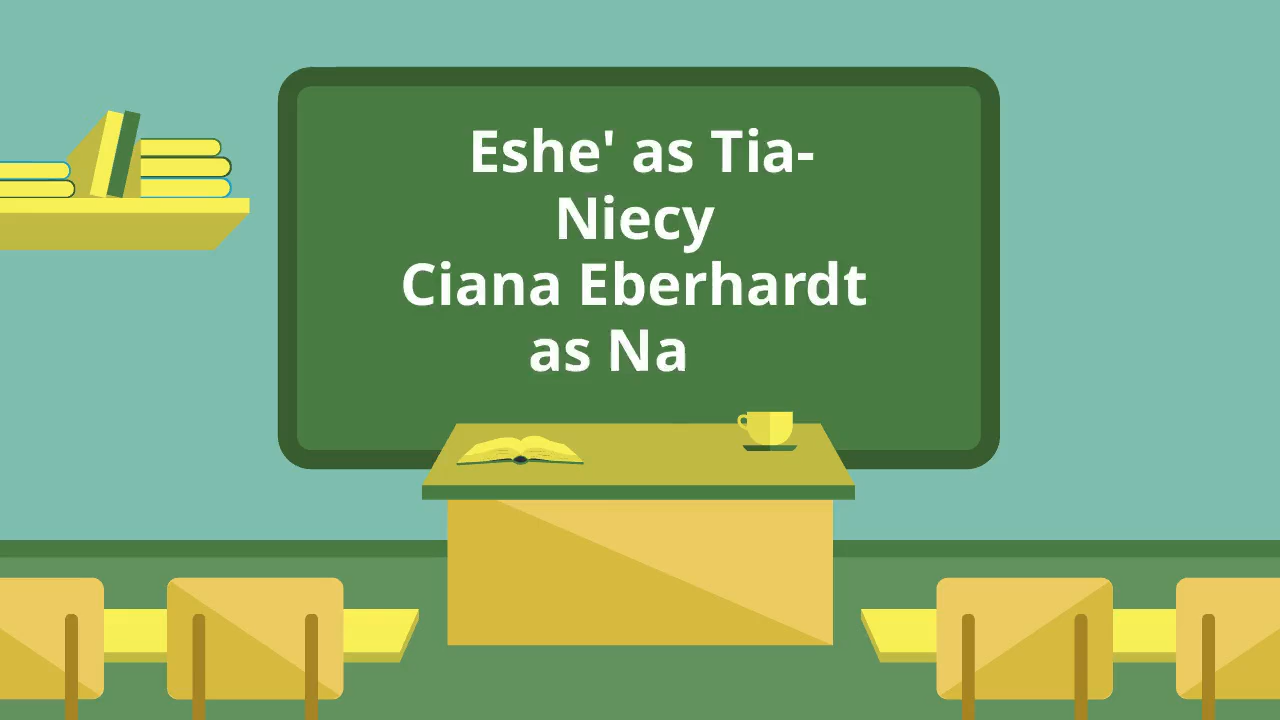 Eshe' as Tia-
Niecy
Ciana Eberhardt
as Na